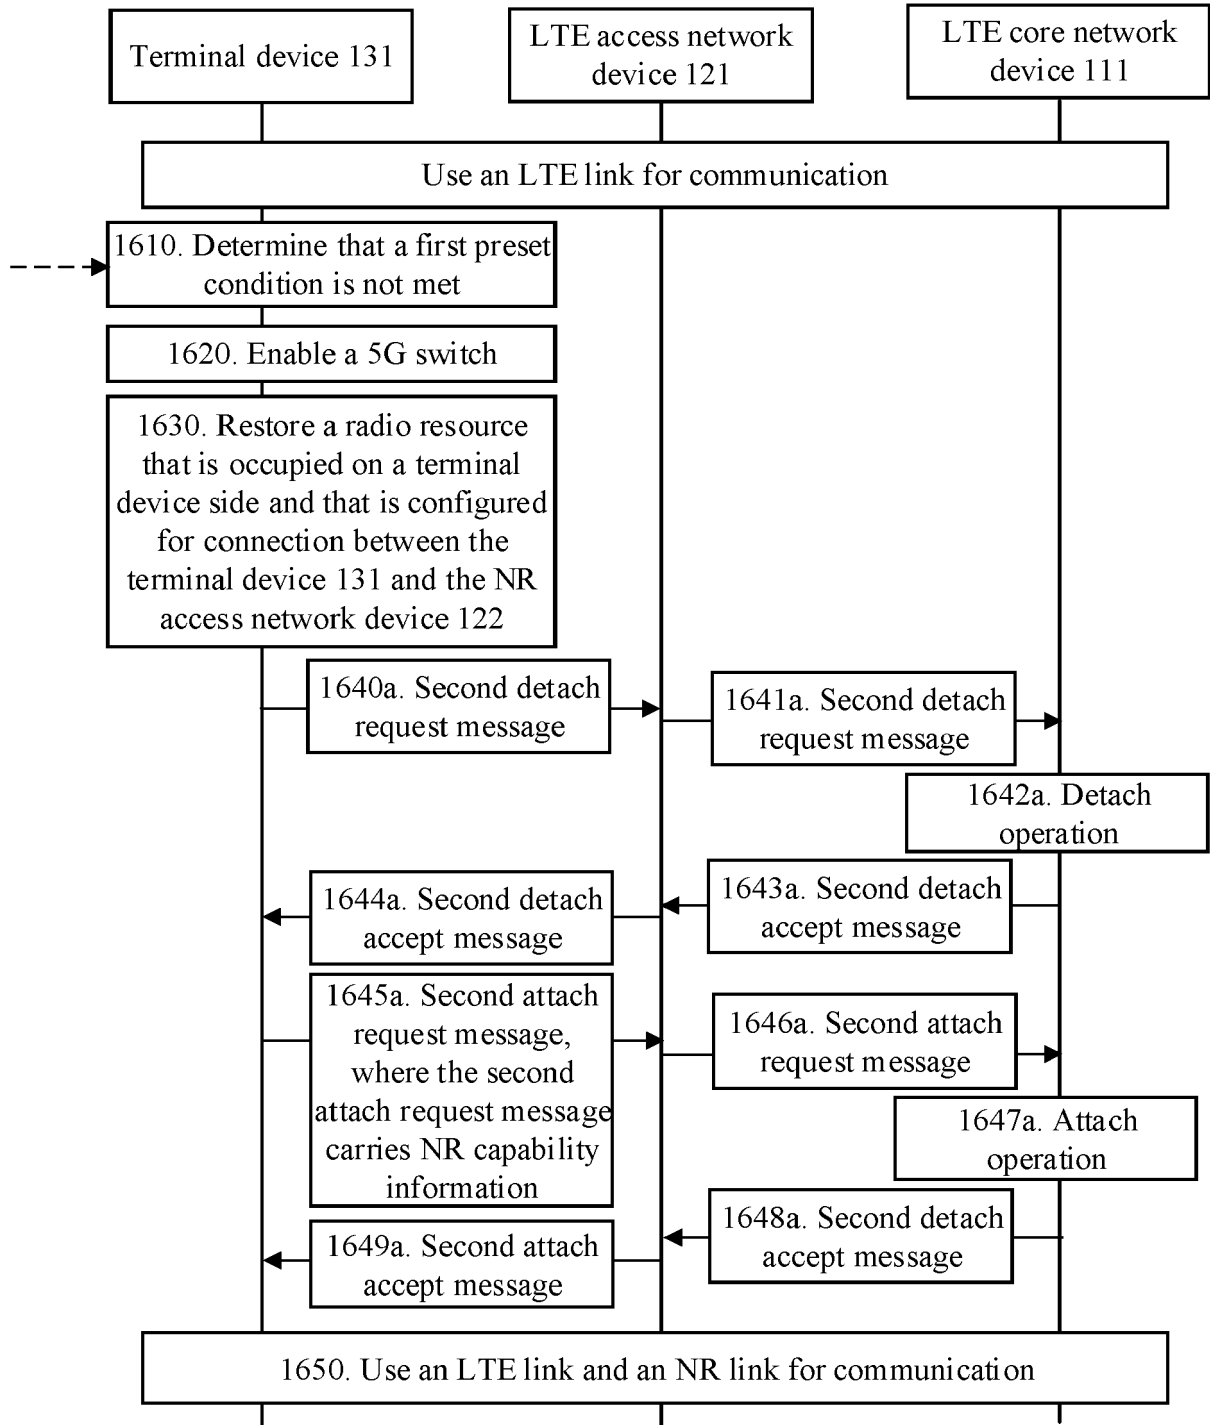 Terminal device 131
LTE access network
device 121
LTE core network
device 111
Use an LTE link for communication
1610. Determine that a first preset
condition is not met
1620. Enable a 5G switch
1630. Restore a radio resource
that is occupied on a terminal
device side and that is configured
for connection between the
terminal device 131 and the NR
access network device 122
1640a. Second detach
request message
1641a. Second detach
request message
1642a. Detach
operation
1643a. Second detach
accept message
1644a. Second detach
accept message
1645a. Second attach
request message,
where the second
attach request message
carries NR capability
information
1646a. Second attach
request message
1647a. Attach
operation
1648a. Second detach
accept message
1649a. Second attach
accept message
1650. Use an LTE link and an NR link for communication